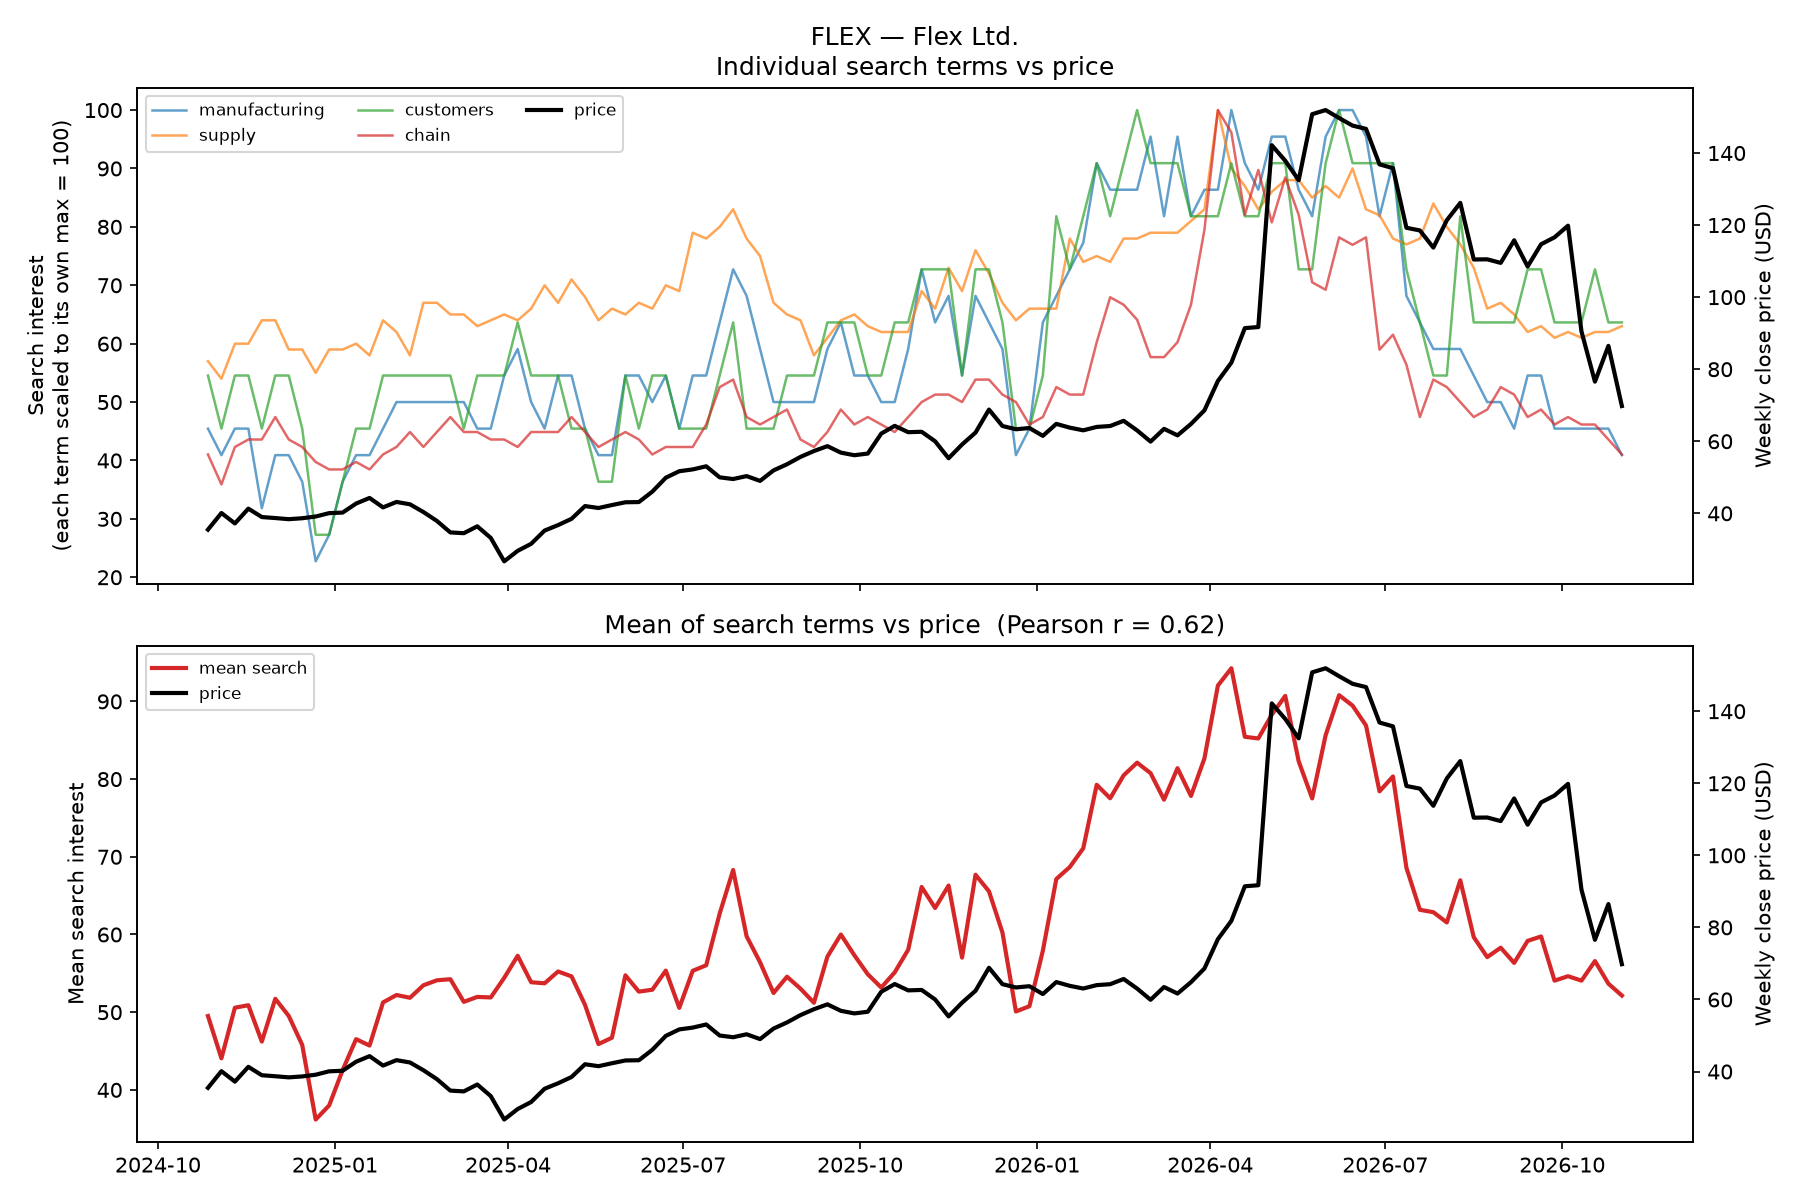 FLEX — Flex Ltd.
Individual search terms vs price
manufacturing
supply
customers
chain
price
Search interest
(each term scaled to its own max = 100)
100
90
80
70
60
50
40
30
20
140
120
100
80
60
40
Weekly close price (USD)
Mean of search terms vs price (Pearson r = 0.62)
mean search
price
Mean search interest
90
80
70
60
50
40
140
120
100
80
60
40
Weekly close price (USD)
2024-10 2025-01 2025-04 2025-07 2025-10 2026-01 2026-04 2026-07 2026-10